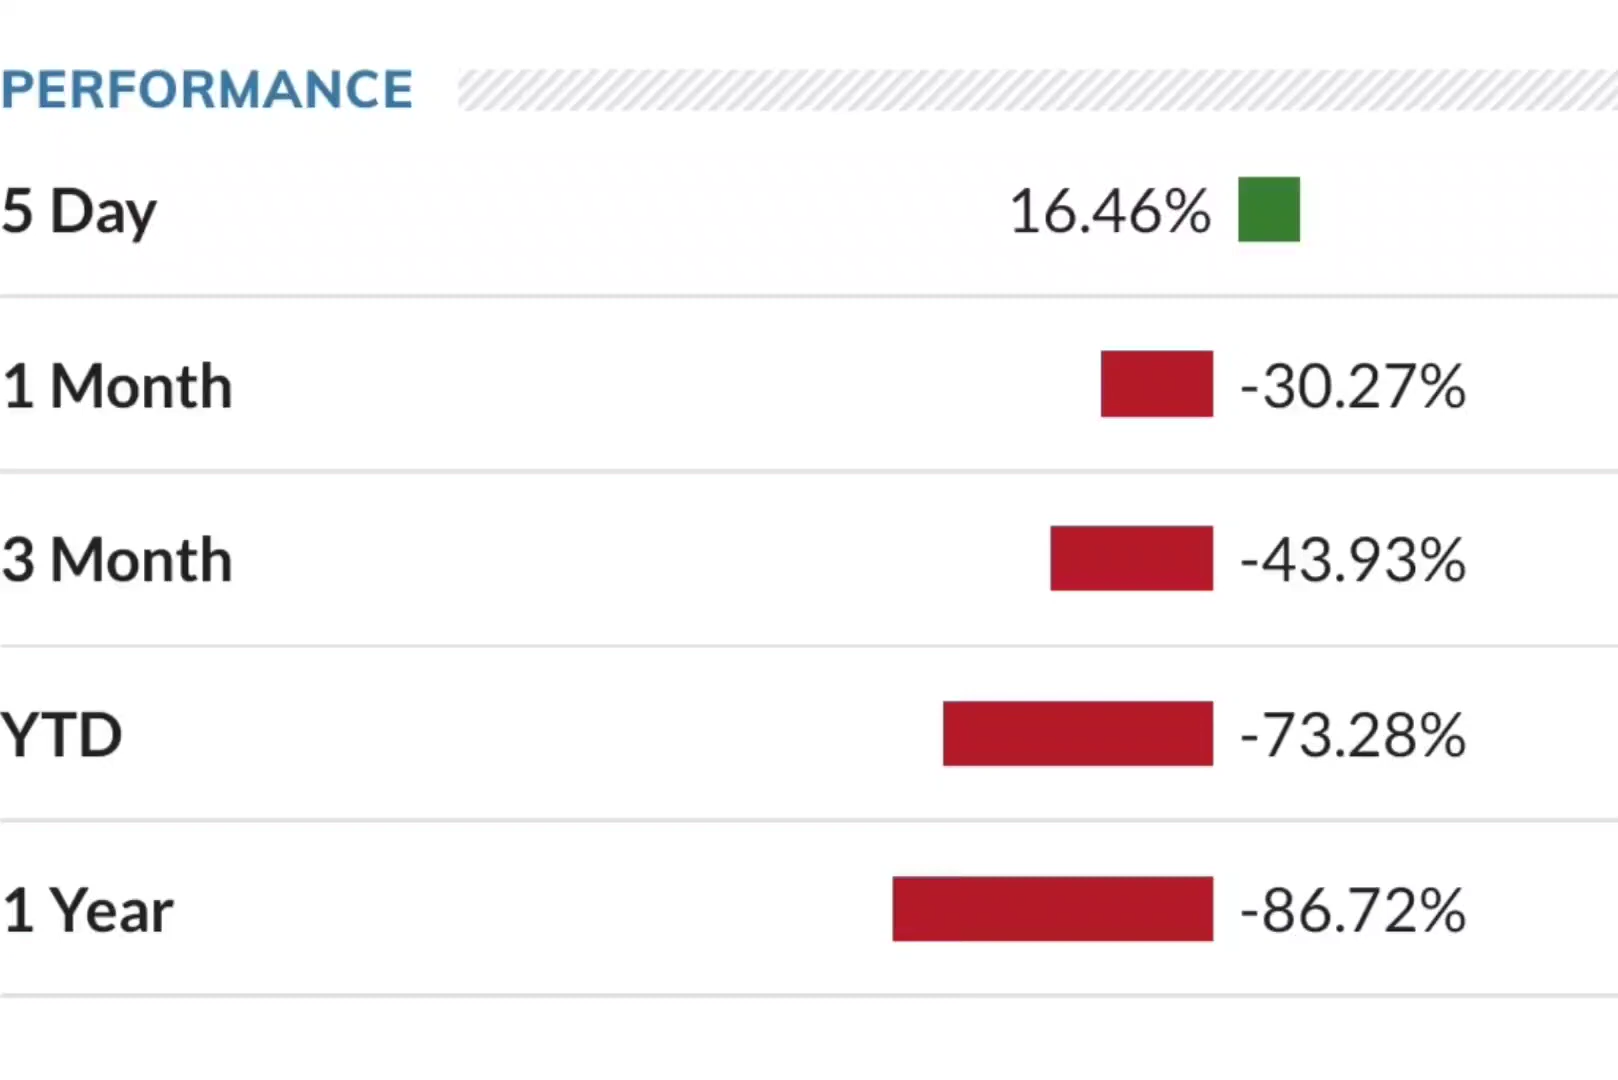 PERFORMANCE
5 Day 16.46%
1 Month -30.27%
3 Month -43.93%
YTD -73.28%
1 Year -86.72%